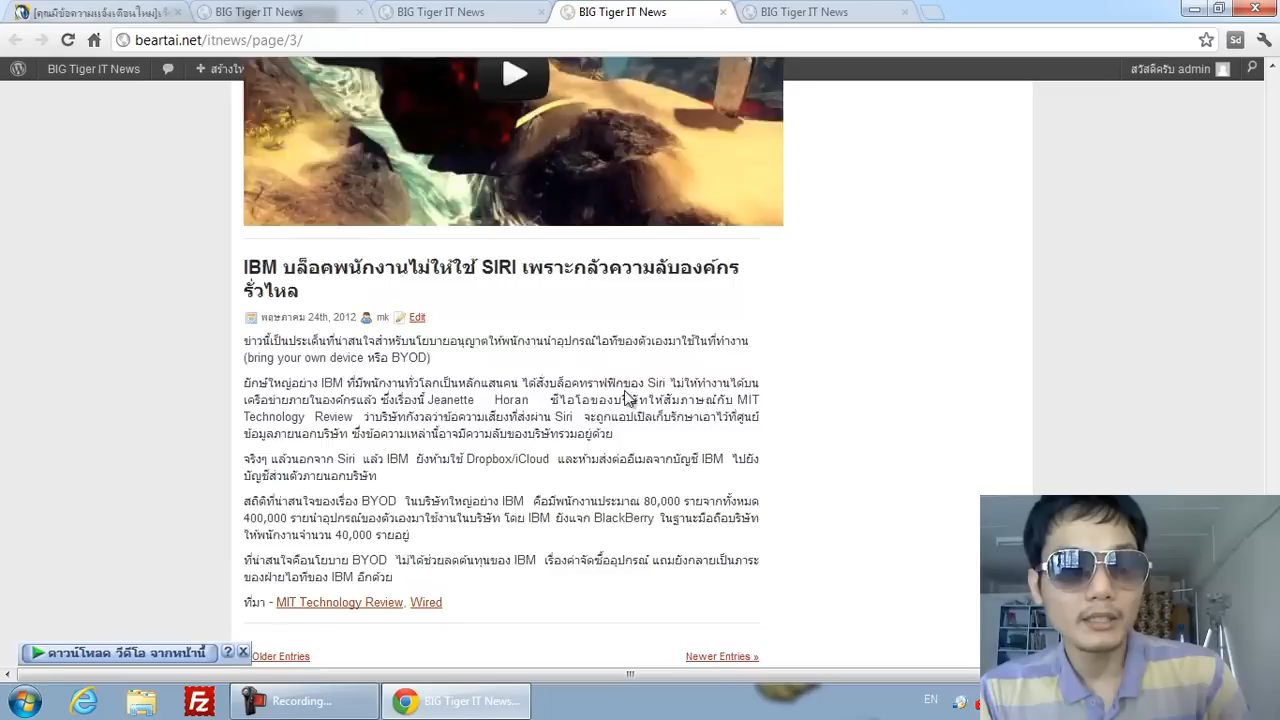 [คุณมีข้อความแจ้งเตือนใหม่]
BIG Tiger IT News
BIG Tiger IT News
BIG Tiger IT News
BIG Tiger IT News
beartai.net/itnews/page/3/
Sd
BIG Tiger IT News
สร้างให
สวัสดีครับ admin
IBM บล็อคพนักงานไม่ให้ใช้ SIRI เพราะกลัวความลับองค์กร
รั่วไหล
พฤษภาคม 24th, 2012 mk Edit
ข่าวนี้เป็นประเด็นที่น่าสนใจสำหรับนโยบายอนุญาตให้พนักงานนำอุปกรณ์ไอทีของตัวเองมาใช้ในที่ทำงาน
(bring your own device หรือ BYOD)
ยักษ์ใหญ่อย่าง IBM ที่มีพนักงานทั่วโลกเป็นหลักแสนคน ได้สั่งบล็อคทราฟฟิกของ Siri ไม่ให้ทำงานได้บน
เครือข่ายภายในองค์กรแล้ว ซึ่งเรื่องนี้ Jeanette Horan ซีไอโอของบริษัทให้สัมภาษณ์กับ MIT
Technology Review ว่าบริษัทกังวลว่าข้อความเสียงที่ส่งผ่าน Siri จะถูกแอปเปิลเก็บรักษาเอาไว้ที่ศูนย์
ข้อมูลภายนอกบริษัท ซึ่งข้อความเหล่านี้อาจมีความลับของบริษัทรวมอยู่ด้วย
จริงๆ แล้วนอกจาก Siri แล้ว IBM ยังห้ามใช้ Dropbox/iCloud และห้ามส่งต่ออีเมลจากบัญชี IBM ไปยัง
บัญชีส่วนตัวภายนอกบริษัท
สถิติที่น่าสนใจของเรื่อง BYOD ในบริษัทใหญ่อย่าง IBM คือมีพนักงานประมาณ 80,000 รายจากทั้งหมด
400,000 รายนำอุปกรณ์ของตัวเองมาใช้งานในบริษัท โดย IBM ยังแจก BlackBerry ในฐานะมือถือบริษัท
ให้พนักงานจำนวน 40,000 รายอยู่
ที่น่าสนใจคือนโยบาย BYOD ไม่ได้ช่วยลดต้นทุนของ IBM เรื่องค่าจัดซื้ออุปกรณ์ แถมยังกลายเป็นภาระ
ของฝ่ายไอทีของ IBM อีกด้วย
ที่มา - MIT Technology Review, Wired
Older Entries
Newer Entries »
ดาวน์โหลด วีดีโอ จากหน้านี้
Recording...
BIG Tiger IT News...
EN